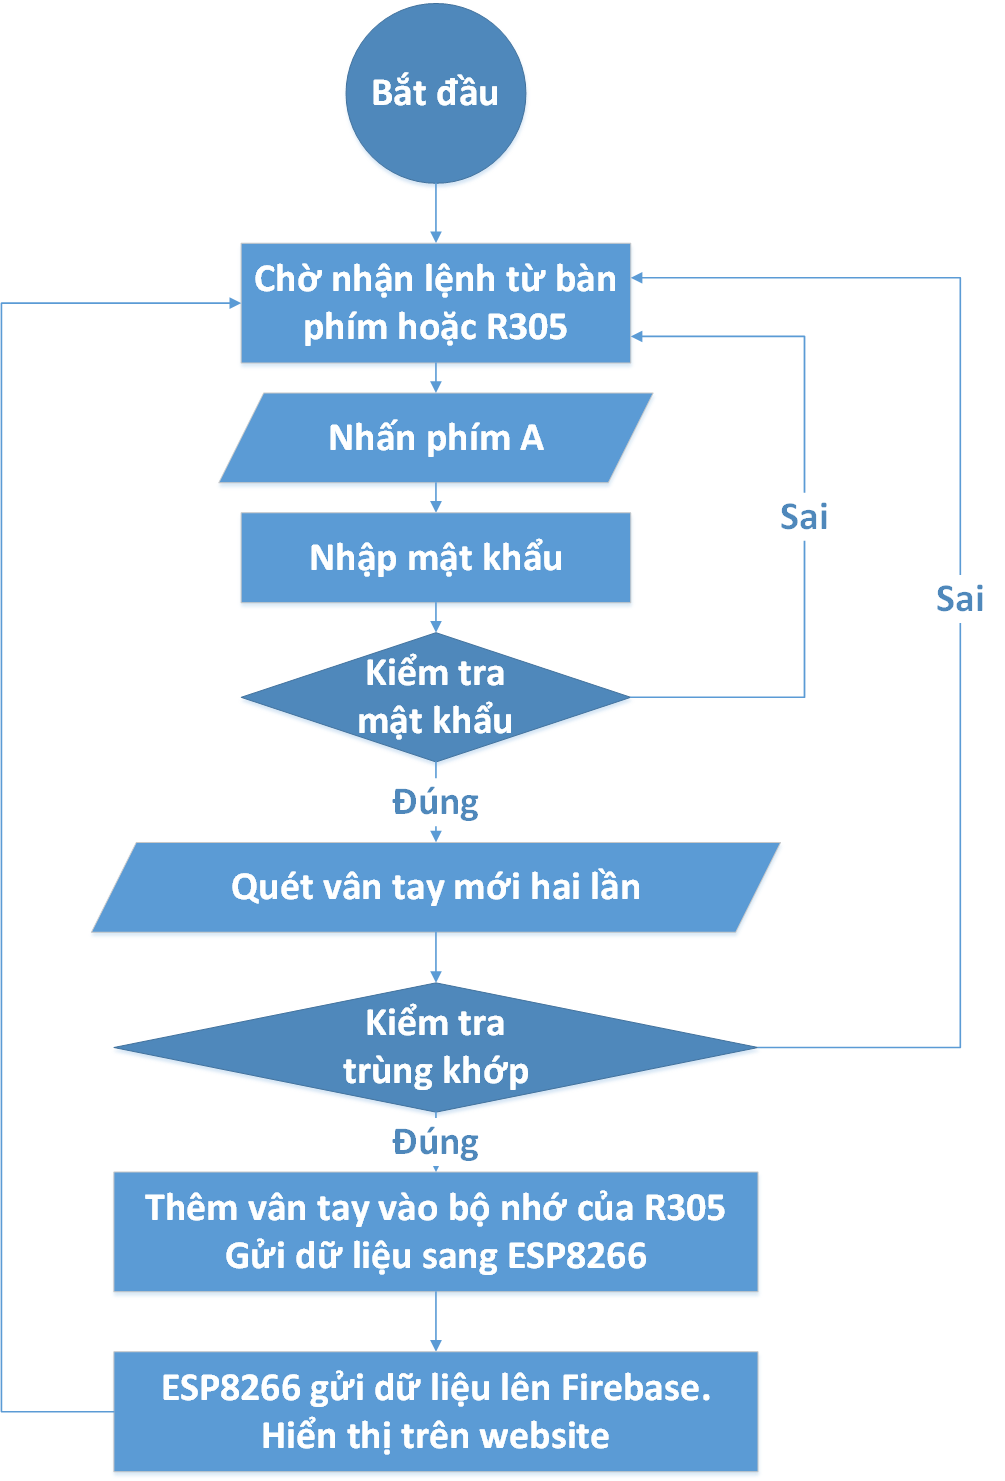 Bắt đầu
Chờ nhận lệnh từ bàn
phím hoặc R305
Nhấn phím A
Sai
Nhập mật khẩu
Sai
Kiểm tra
mật khẩu
Đúng
Quét vân tay mới hai lần
Kiểm tra
trùng khớp
Đúng
Thêm vân tay vào bộ nhớ của R305
Gửi dữ liệu sang ESP8266
ESP8266 gửi dữ liệu lên Firebase.
Hiển thị trên website